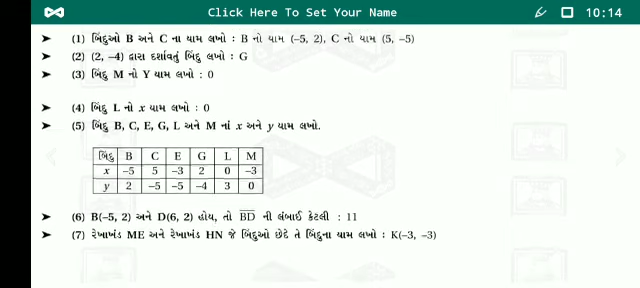 Click Here To Set Your Name
10:14
➤ (1) બિંદુઓ B અને C ના યામ લખો : B નો યામ (–5, 2), C નો યામ (5, –5)
➤ (2) (2, –4) દ્વારા દર્શાવતું બિંદુ લખો : G
➤ (3) બિંદુ M નો Y યામ લખો : 0
➤ (4) બિંદુ L નો x યામ લખો : 0
➤ (5) બિંદુ B, C, E, G, L અને M નાં x અને y યામ લખો.
બિંદુ B C E G L M
x –5 5 –3 2 0 –3
y 2 –5 –5 –4 3 0
➤ (6) B(–5, 2) અને D(6, 2) હોય, તો BD ની લંબાઈ કેટલી : 11
➤ (7) રેખાખંડ ME અને રેખાખંડ HN જે બિંદુઓ છેદે તે બિંદુના યામ લખો : K(–3, –3)